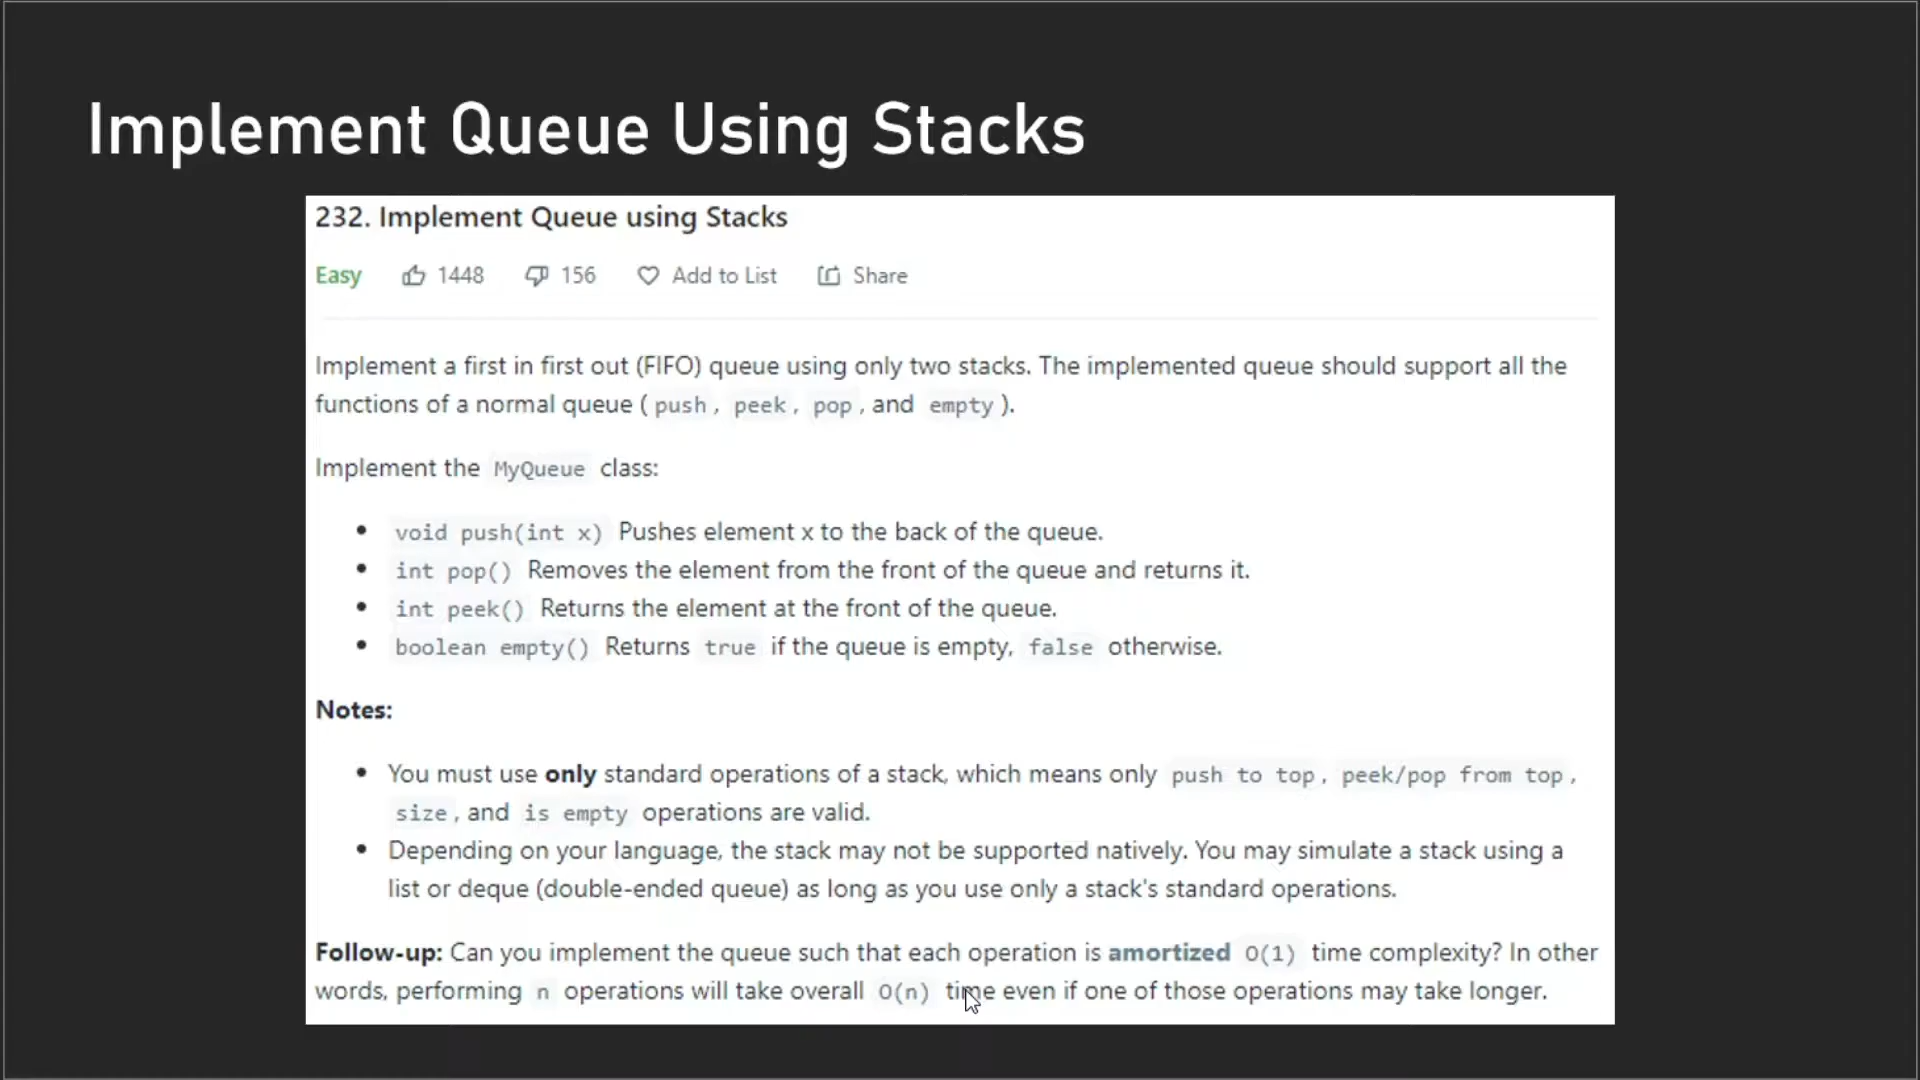 Implement Queue Using Stacks
232. Implement Queue using Stacks
Easy 1448 156 Add to List Share
Implement a first in first out (FIFO) queue using only two stacks. The implemented queue should support all the
functions of a normal queue ( push, peek, pop, and empty ).
Implement the MyQueue class:
• void push(int x) Pushes element x to the back of the queue.
• int pop() Removes the element from the front of the queue and returns it.
• int peek() Returns the element at the front of the queue.
• boolean empty() Returns true if the queue is empty, false otherwise.
Notes:
• You must use only standard operations of a stack, which means only push to top, peek/pop from top,
size, and is empty operations are valid.
• Depending on your language, the stack may not be supported natively. You may simulate a stack using a
list or deque (double-ended queue) as long as you use only a stack's standard operations.
Follow-up: Can you implement the queue such that each operation is amortized O(1) time complexity? In other
words, performing n operations will take overall O(n) time even if one of those operations may take longer.